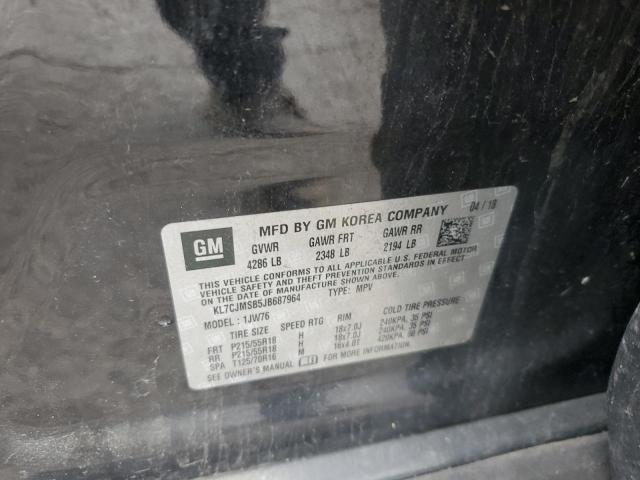 MFD BY GM KOREA COMPANY 04 / 18
GM
GVWR GAWR FRT GAWR RR
4286 LB 2348 LB 2194 LB
THIS VEHICLE CONFORMS TO ALL APPLICABLE U.S. FEDERAL MOTOR
VEHICLE SAFETY, BUMPER, AND THEFT PREVENTION STANDARDS IN
EFFECT ON THE DATE OF MANUFACTURE SHOWN ABOVE.
KL7CJMSB5JB687964 TYPE: MPV
MODEL: 1JW76
TIRE SIZE SPEED RTG RIM COLD TIRE PRESSURE
FRT P215/55R18 H 18x7.0J 240KPA, 35 PSI
RR P215/55R18 H 18x7.0J 240KPA, 35 PSI
SPA T125/70R16 M 16x4.0T 420KPA, 60 PSI
SEE OWNER'S MANUAL